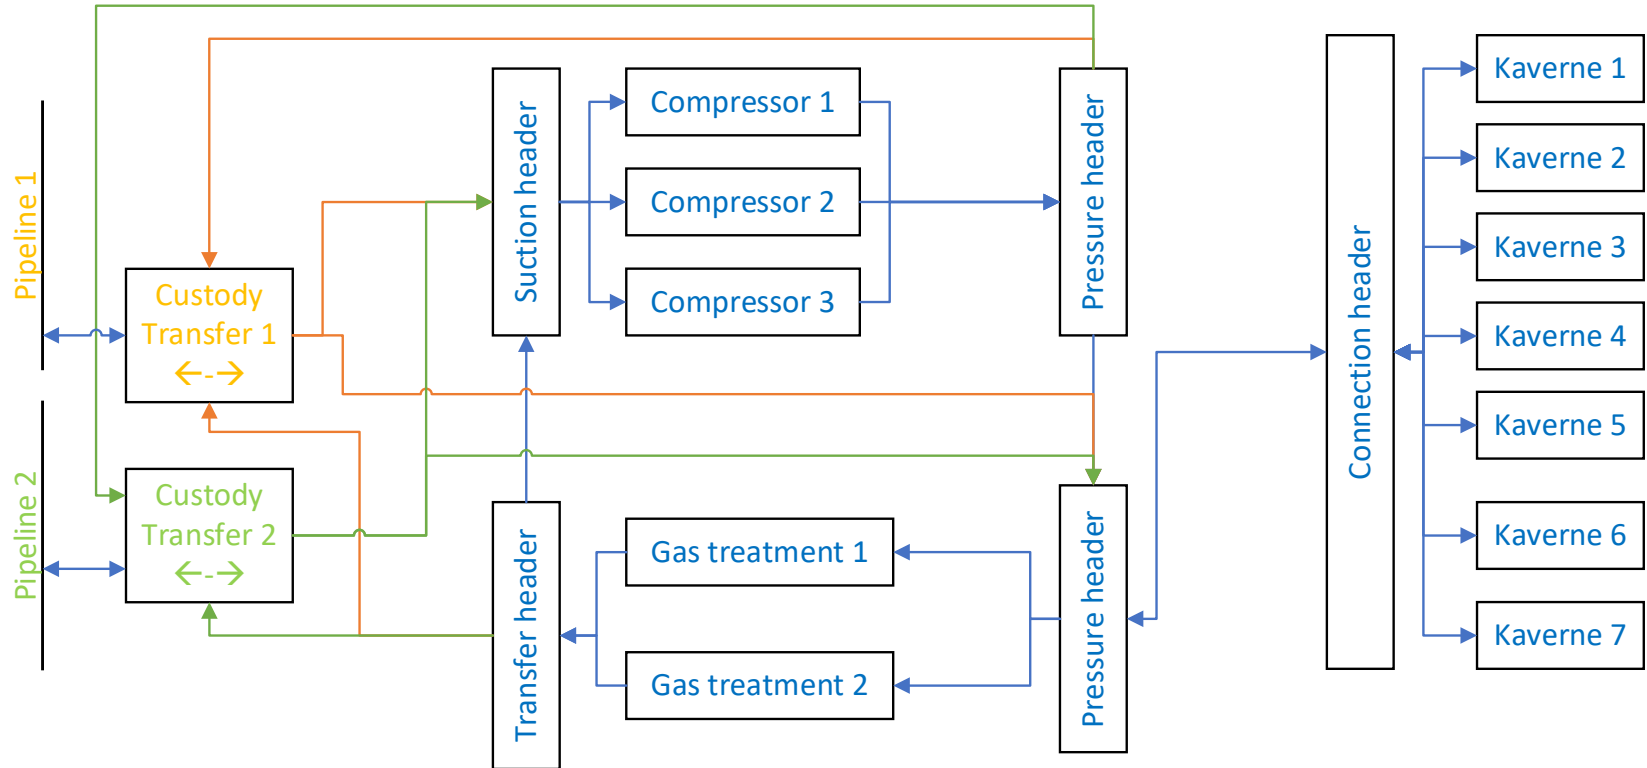 Pipeline 1
Pipeline 2
Custody
Transfer 1
←-→
Custody
Transfer 2
←-→
Suction header
Transfer header
Compressor 1
Compressor 2
Compressor 3
Gas treatment 1
Gas treatment 2
Pressure header
Pressure header
Connection header
Kaverne 1
Kaverne 2
Kaverne 3
Kaverne 4
Kaverne 5
Kaverne 6
Kaverne 7